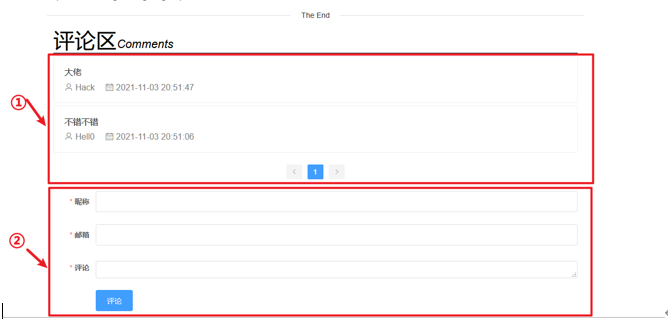 The End
评论区Comments
大佬
Hack 2021-11-03 20:51:47
①
不错不错
Hell0 2021-11-03 20:51:06
< 1 >
* 昵称
②
* 邮箱
* 评论
评论